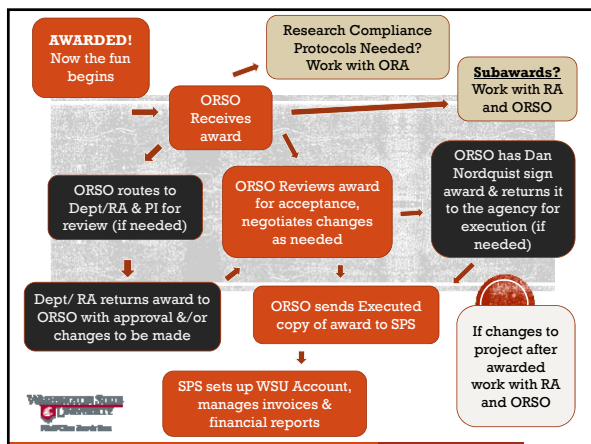 AWARDED!
Now the fun
begins
Research Compliance
Protocols Needed?
Work with ORA
Subawards?
Work with RA
and ORSO
ORSO
Receives
award
ORSO routes to
Dept/RA & PI for
review (if needed)
ORSO Reviews award
for acceptance,
negotiates changes
as needed
ORSO has Dan
Nordquist sign
award & returns it
to the agency for
execution (if
needed)
Dept/ RA returns award to
ORSO with approval &/or
changes to be made
ORSO sends Executed
copy of award to SPS
If changes to
project after
awarded
work with RA
and ORSO
SPS sets up WSU Account,
manages invoices &
financial reports
WASHINGTON STATE
UNIVERSITY